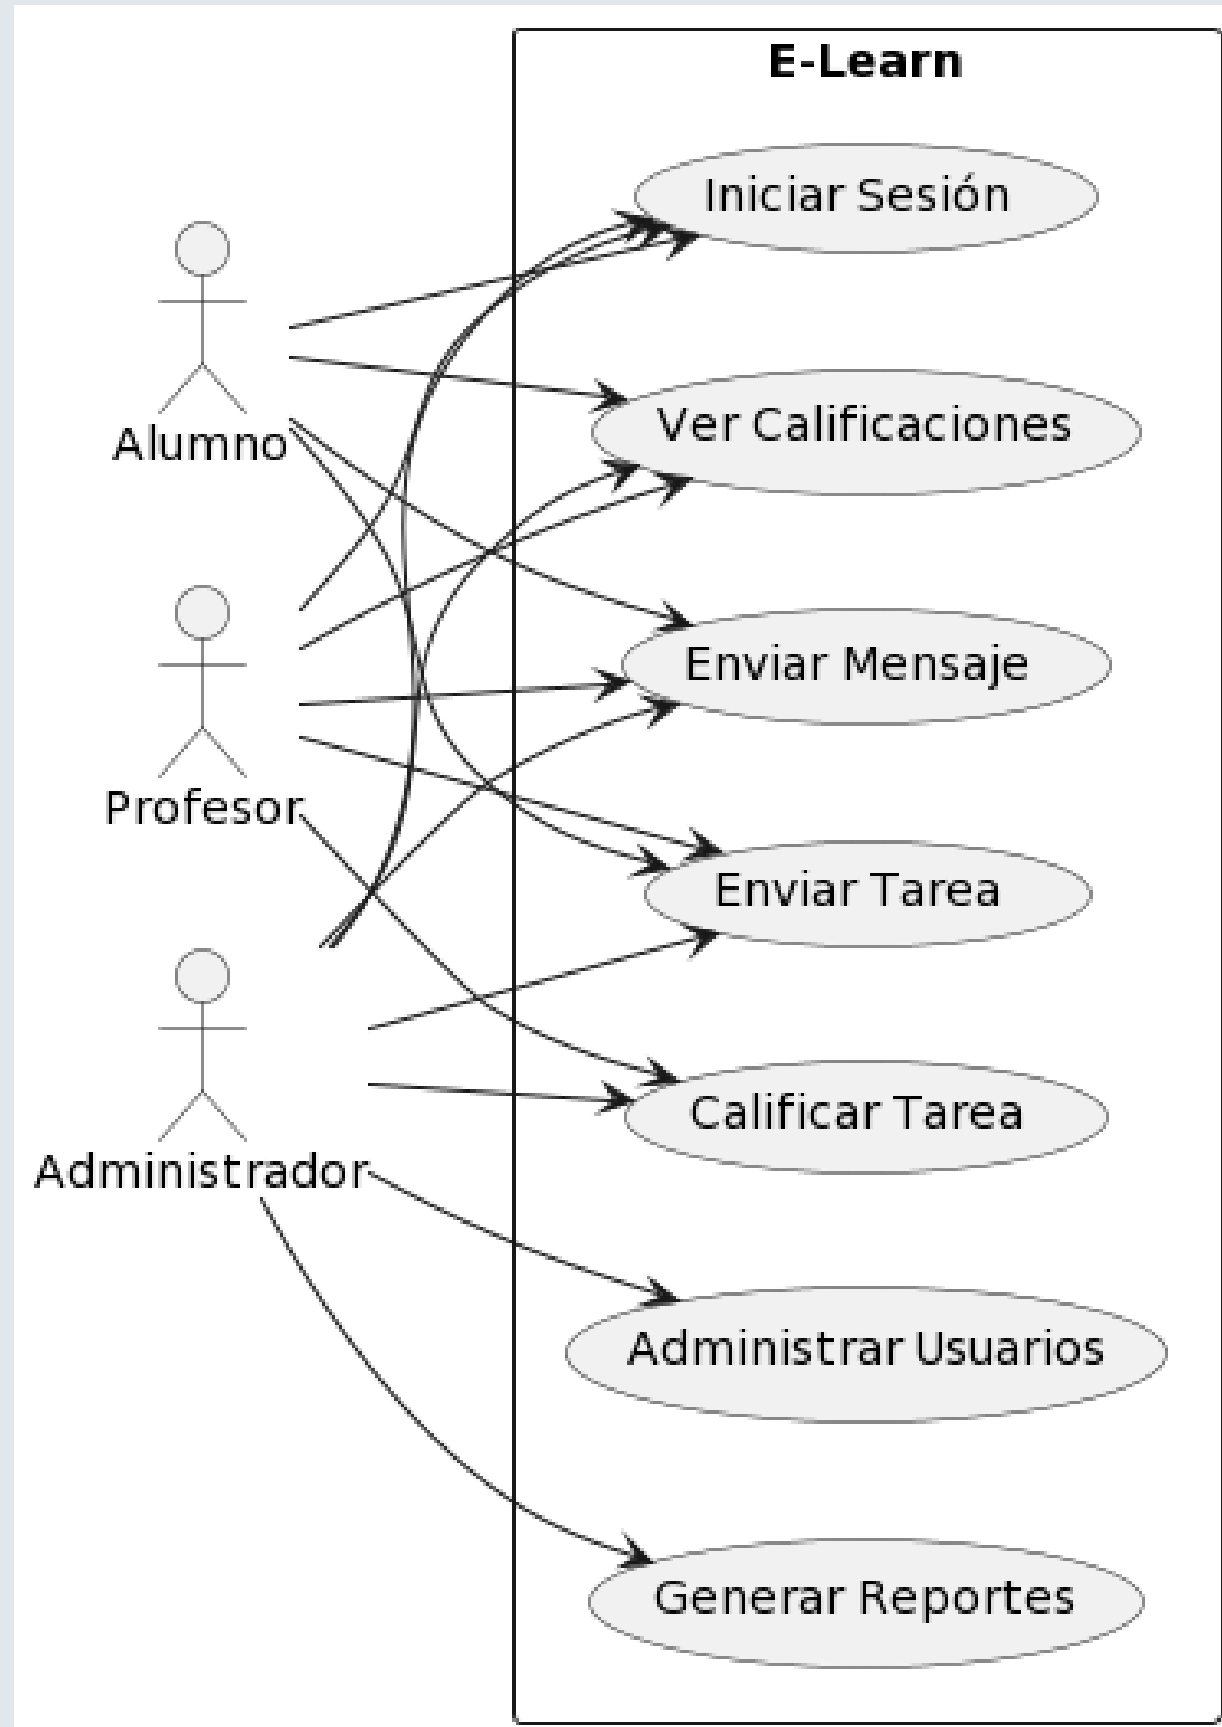 E-Learn
Iniciar Sesión
Ver Calificaciones
Alumno
Enviar Mensaje
Profesor
Enviar Tarea
Calificar Tarea
Administrador
Administrar Usuarios
Generar Reportes